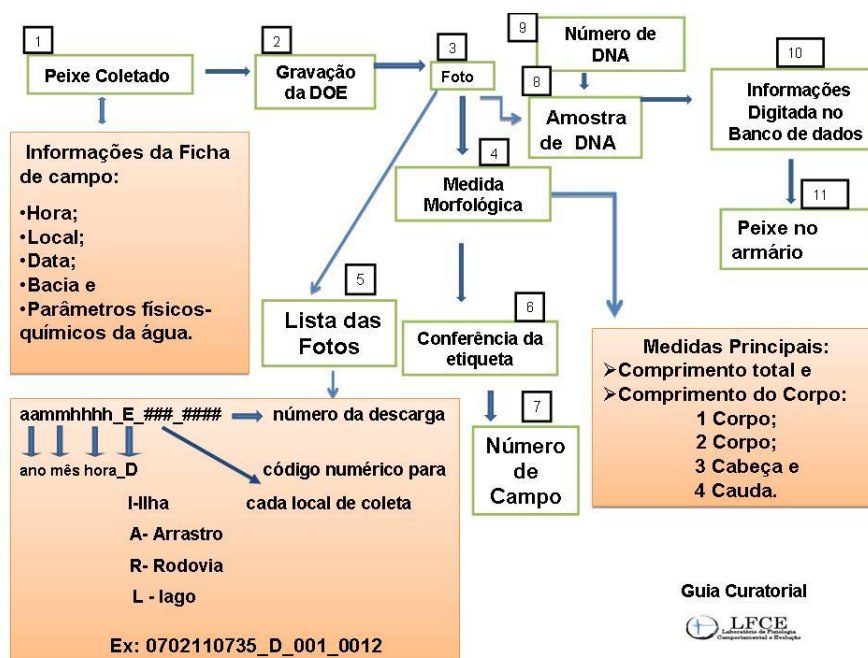 1
Peixe Coletado
2
Gravação
da DOE
3
Foto
9
Número de
DNA
8
Amostra
de DNA
10
Informações
Digitada no
Banco de dados
11
Peixe no
armário
Informações da Ficha
de campo:
•Hora;
•Local;
•Data;
•Bacia e
•Parâmetros físicos-
químicos da água.
4
Medida
Morfológica
5
Lista das
Fotos
6
Conferência da
etiqueta
7
Número
de
Campo
Medidas Principais:
➢Comprimento total e
➢Comprimento do Corpo:
1 Corpo;
2 Corpo;
3 Cabeça e
4 Cauda.
aammhhhh_E_###_#### número da descarga
ano mês hora_D código numérico para
I-Ilha cada local de coleta
A- Arrastro
R- Rodovia
L - lago
Ex: 0702110735_D_001_0012
Guia Curatorial
LFCE
Laboratório de Fisiologia
Comportamental e Evolução